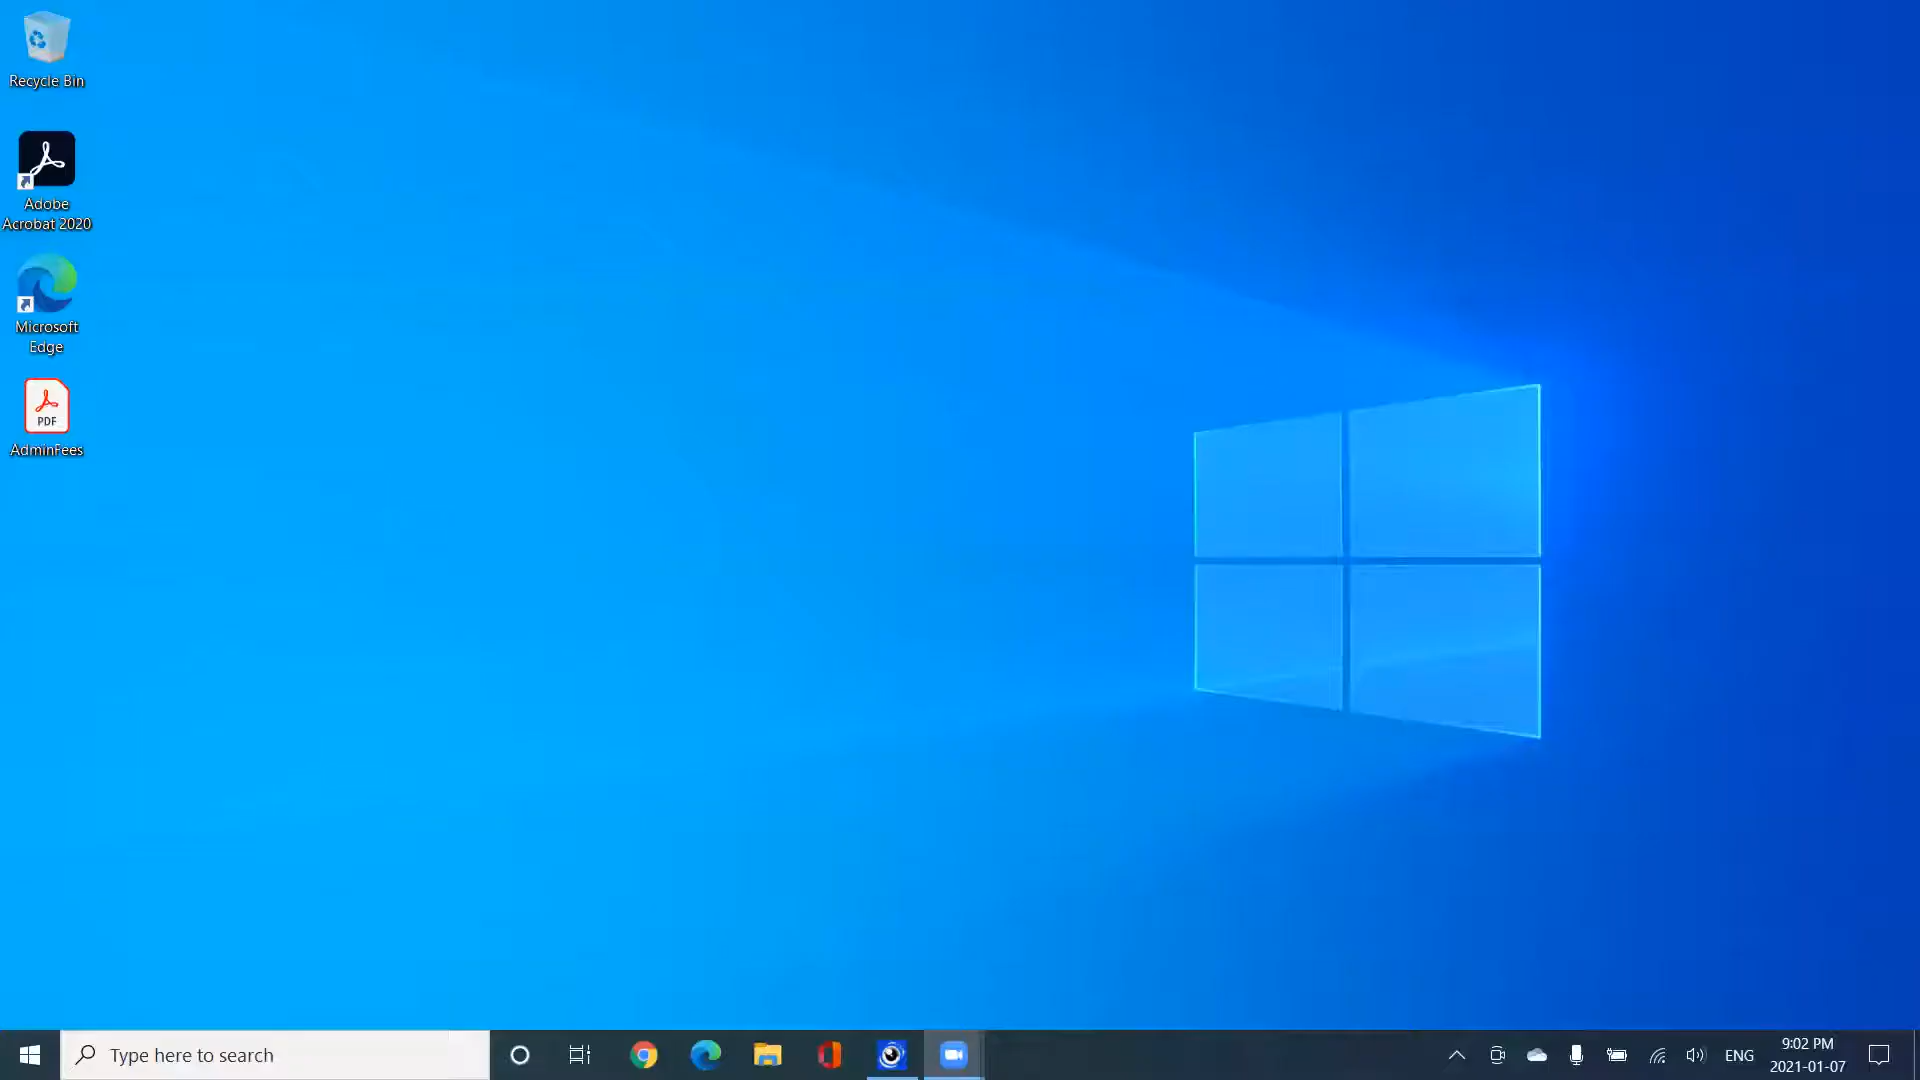 Recycle Bin
Adobe
Acrobat 2020
Microsoft
Edge
PDF
AdminFees
Type here to search
ENG
9:02 PM
2021-01-07